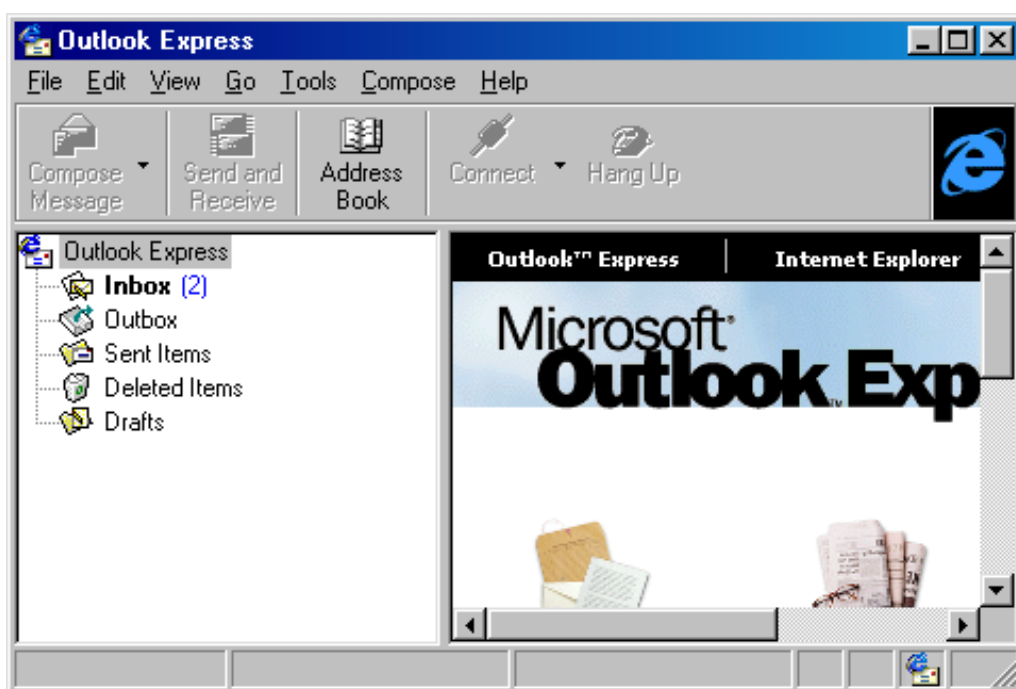 Outlook Express
File Edit View Go Tools Compose Help
Compose Message
Send and Receive
Address Book
Connect
Hang Up
Outlook Express
Inbox (2)
Outbox
Sent Items
Deleted Items
Drafts
Outlook™ Express
Internet Explorer
Microsoft®
Outlook™ Exp